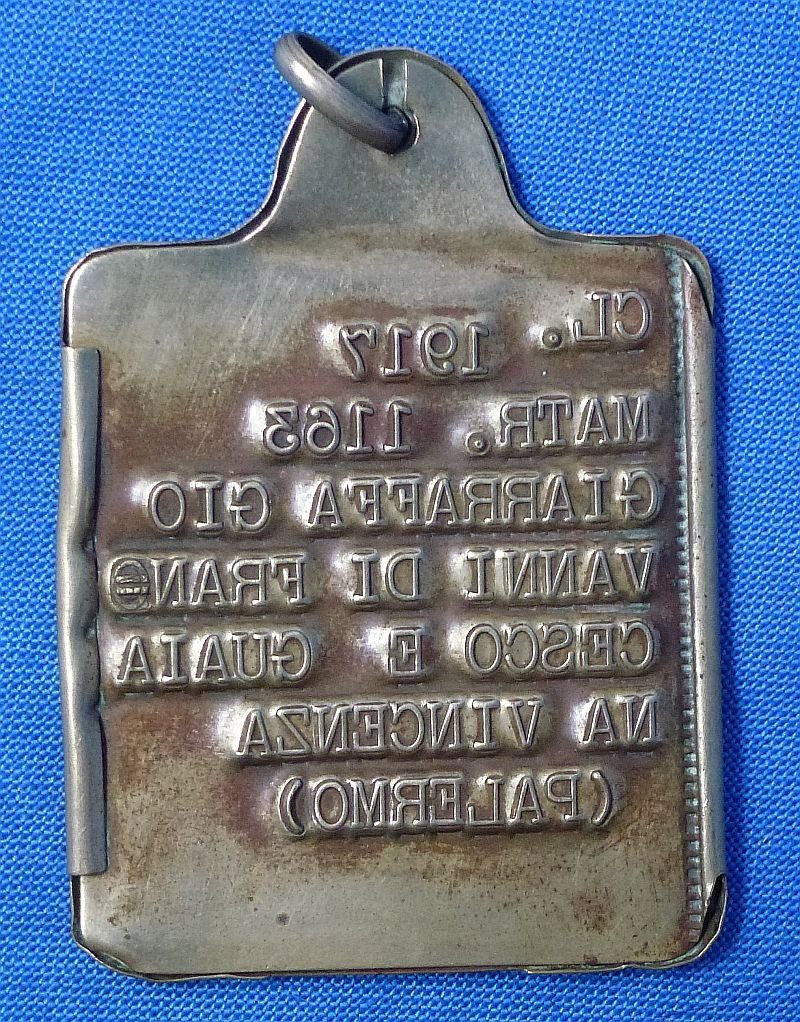 CL. 1917
MATR. 1163
GIARRAFFA GIO
VANNI DI FRAN
CESCO E GUAIA
NA VINCENZA
(PALERMO)